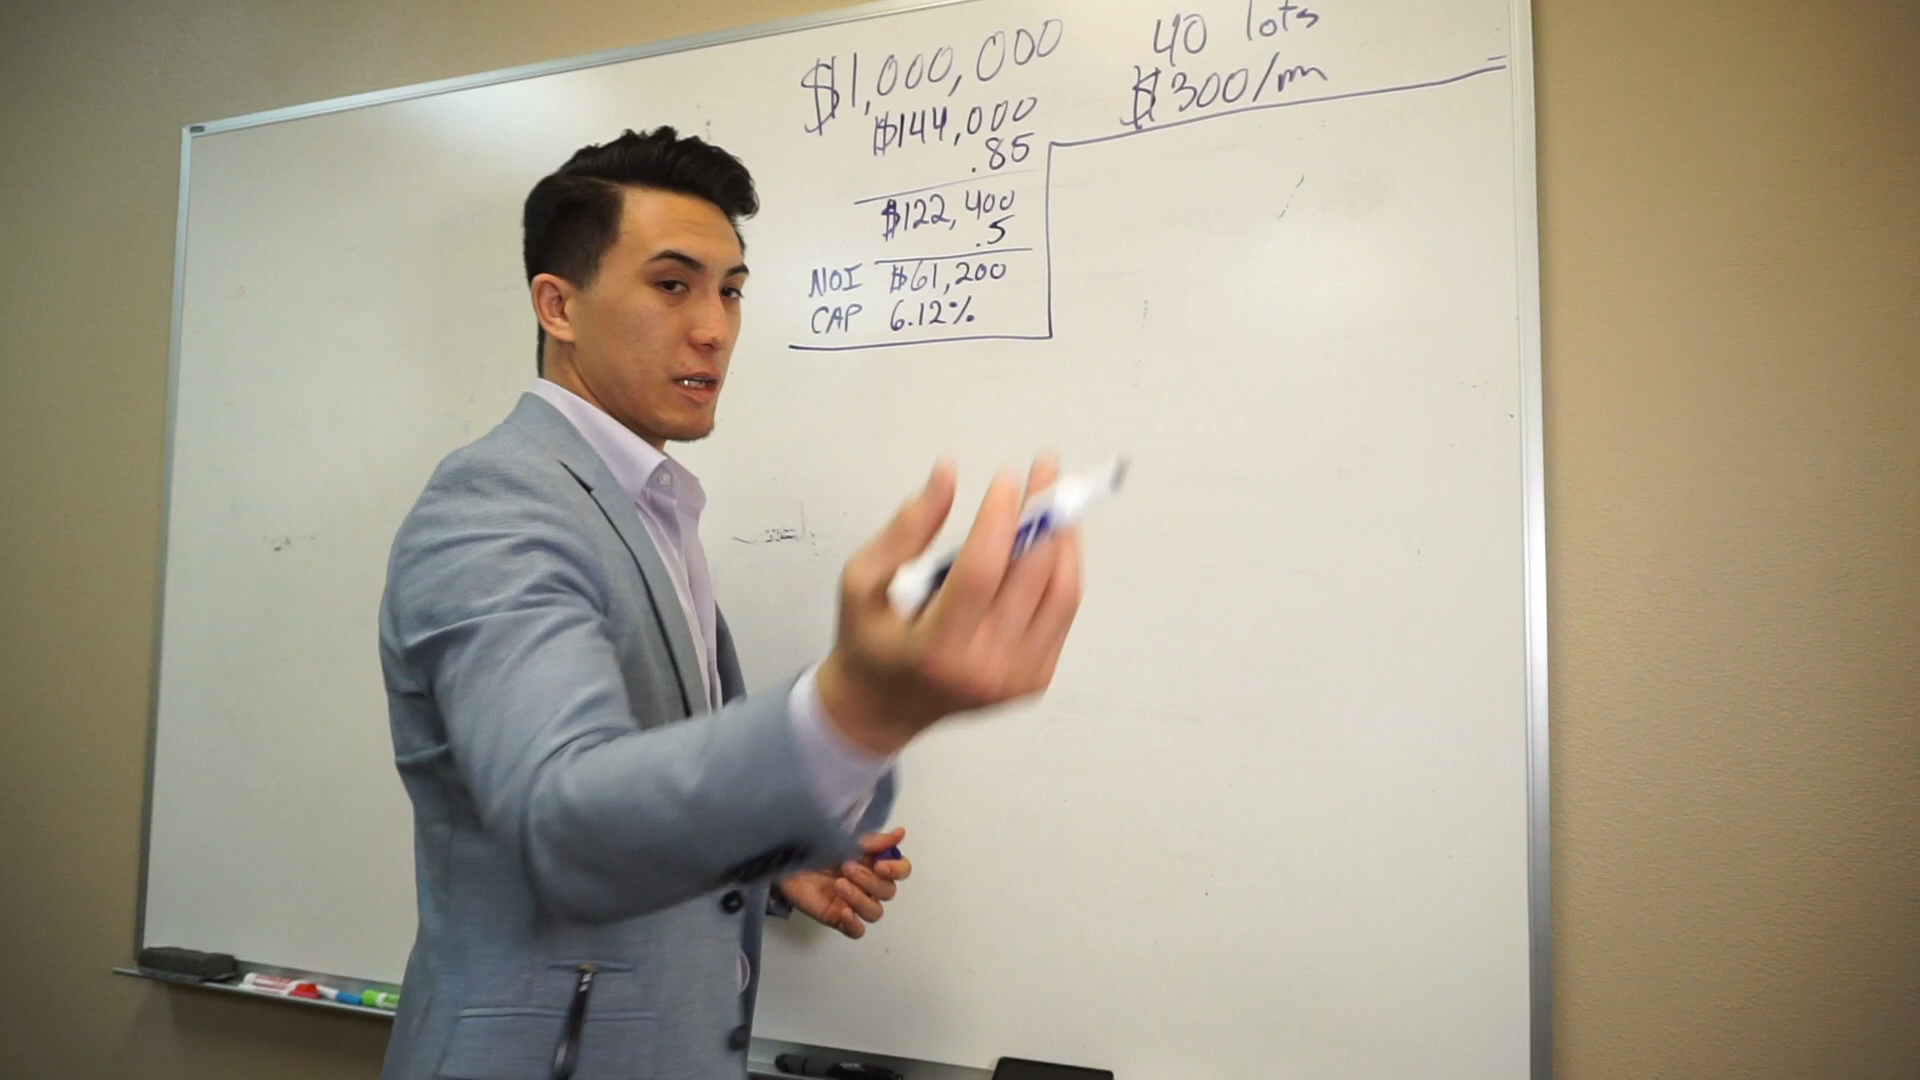 $1,000,000
$144,000
.85
$122,400
.5
NOI $61,200
CAP 6.12%
40 lots
$300/m